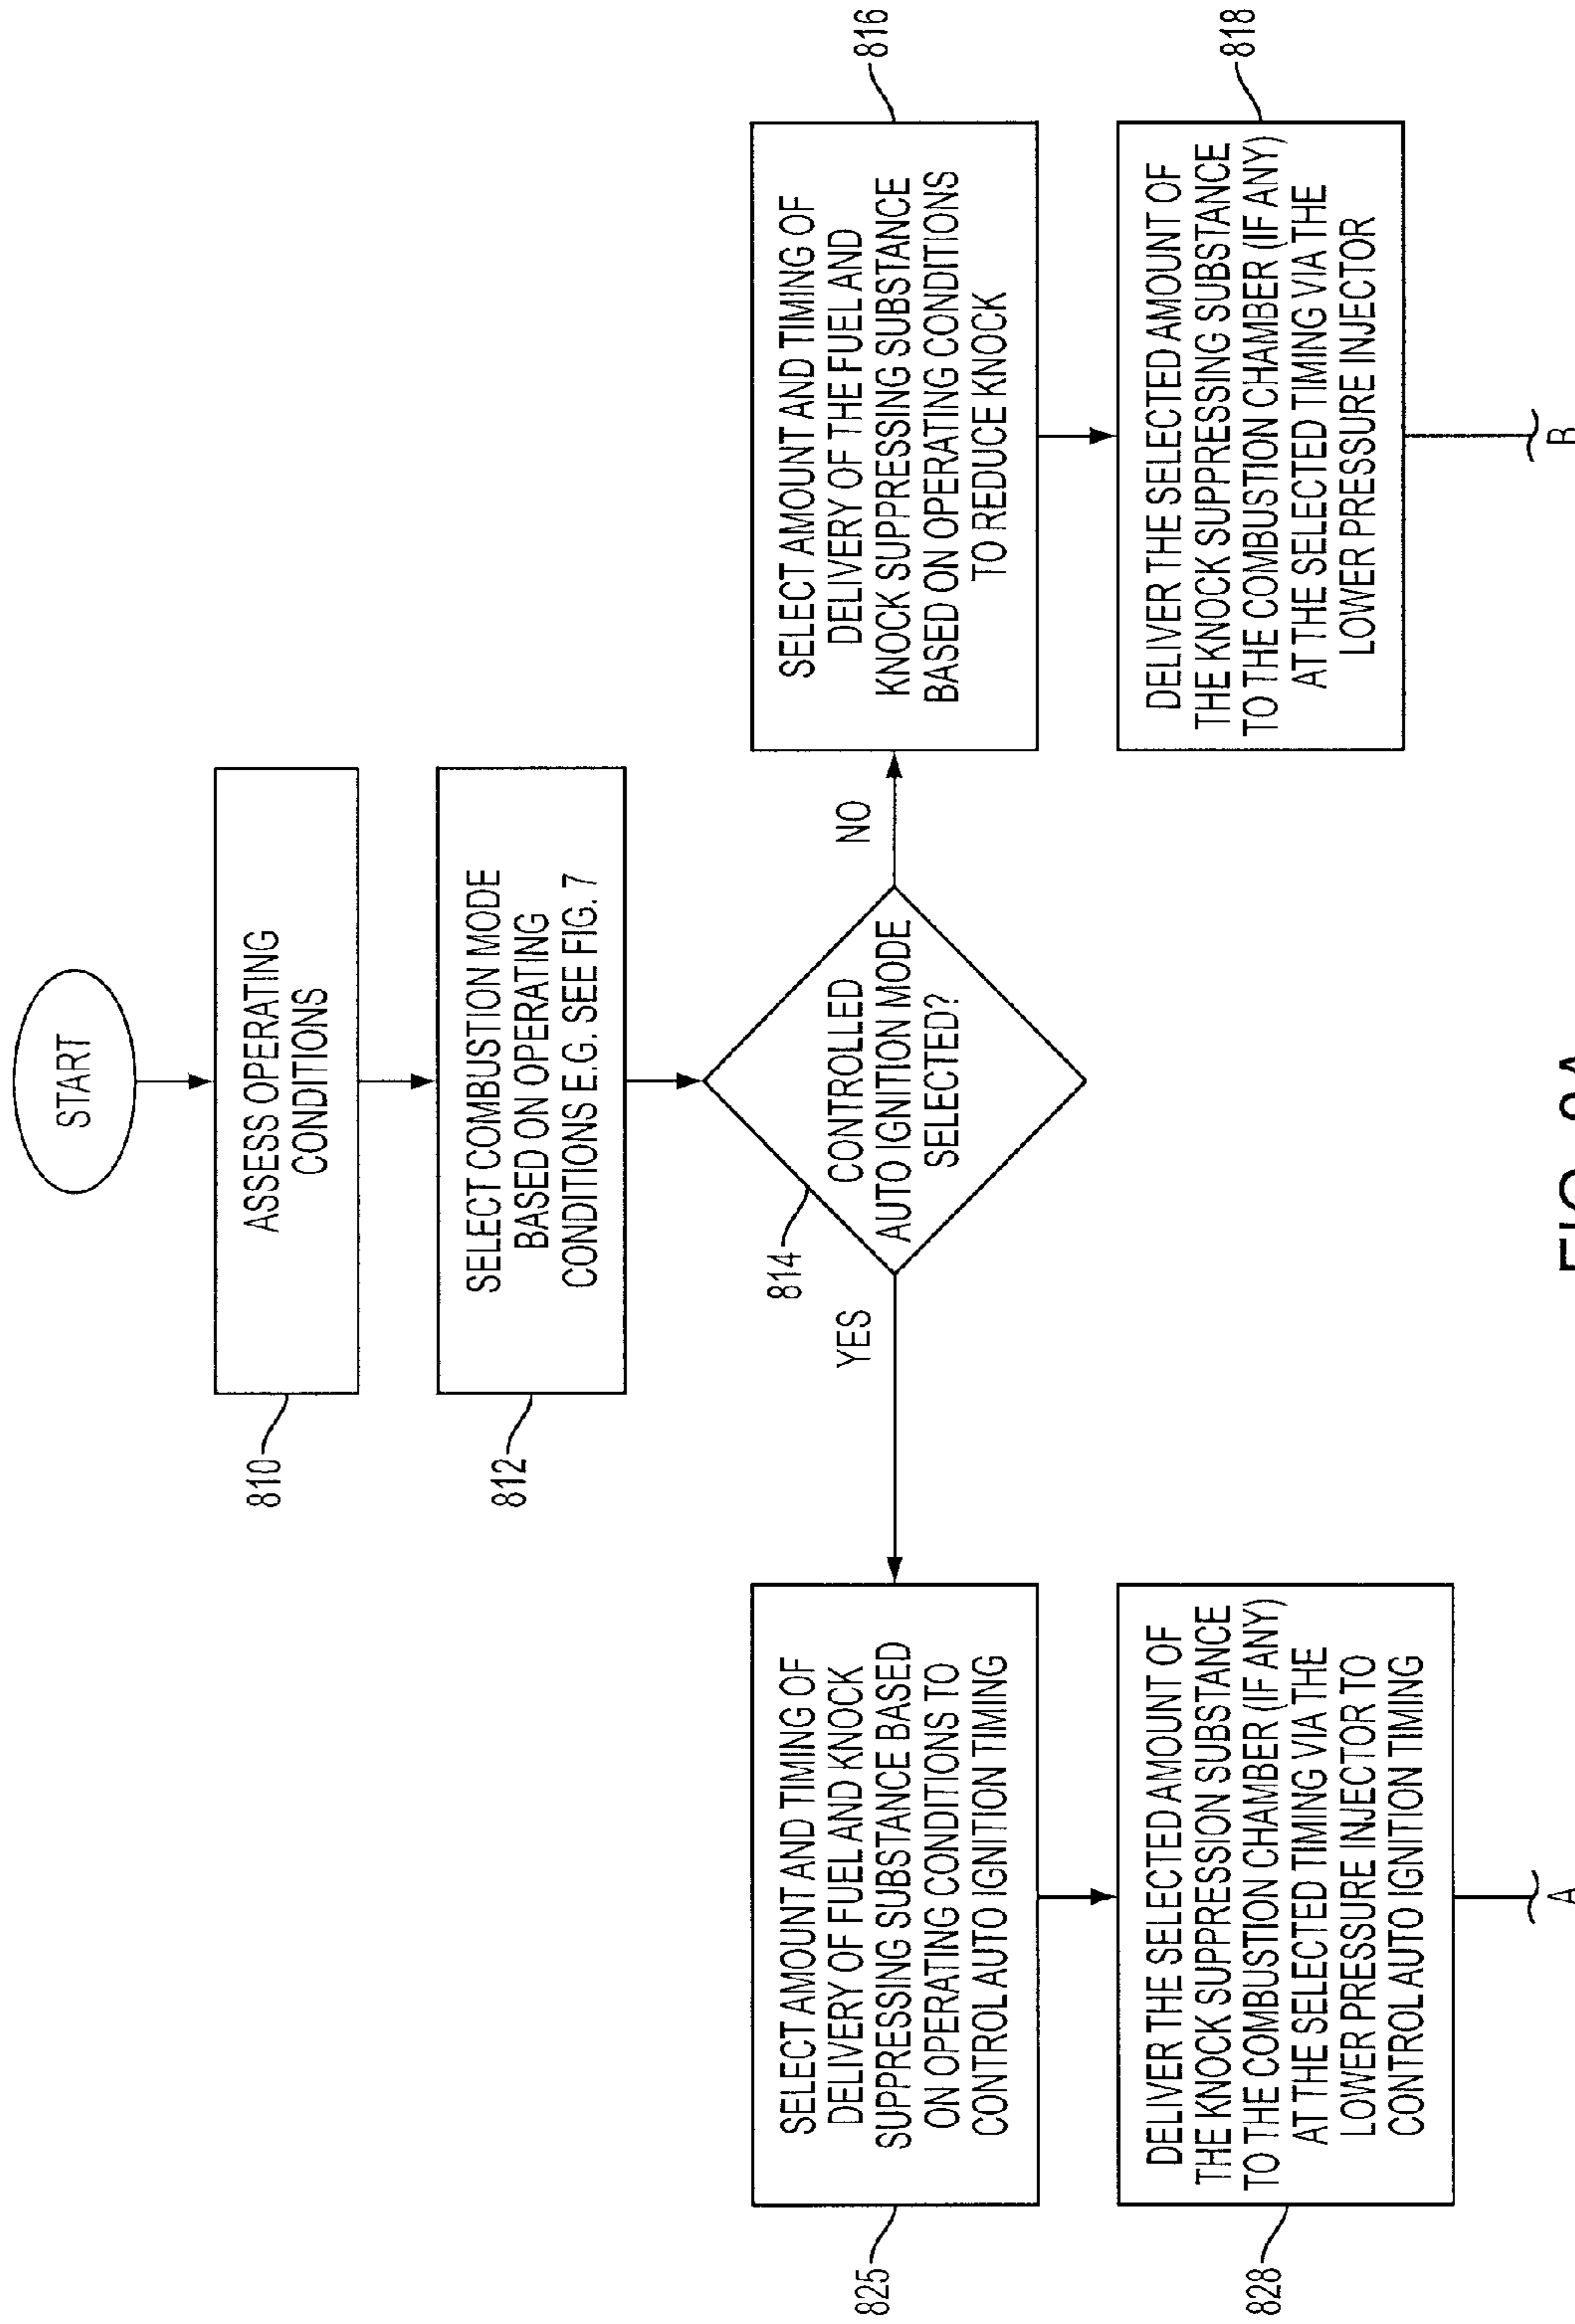 START
810
ASSESS OPERATING
CONDITIONS
812
SELECT COMBUSTION MODE
BASED ON OPERATING
CONDITIONS E.G. SEE FIG. 7
814
CONTROLLED
AUTO IGNITION MODE
SELECTED?
YES
NO
825
SELECT AMOUNT AND TIMING OF
DELIVERY OF FUEL AND KNOCK
SUPPRESSING SUBSTANCE BASED
ON OPERATING CONDITIONS TO
CONTROL AUTO IGNITION TIMING
816
SELECT AMOUNT AND TIMING OF
DELIVERY OF THE FUEL AND
KNOCK SUPPRESSING SUBSTANCE
BASED ON OPERATING CONDITIONS
TO REDUCE KNOCK
828
DELIVER THE SELECTED AMOUNT OF
THE KNOCK SUPPRESSION SUBSTANCE
TO THE COMBUSTION CHAMBER (IF ANY)
AT THE SELECTED TIMING VIA THE
LOWER PRESSURE INJECTOR TO
CONTROL AUTO IGNITION TIMING
818
DELIVER THE SELECTED AMOUNT OF
THE KNOCK SUPPRESSING SUBSTANCE
TO THE COMBUSTION CHAMBER (IF ANY)
AT THE SELECTED TIMING VIA THE
LOWER PRESSURE INJECTOR
A
B